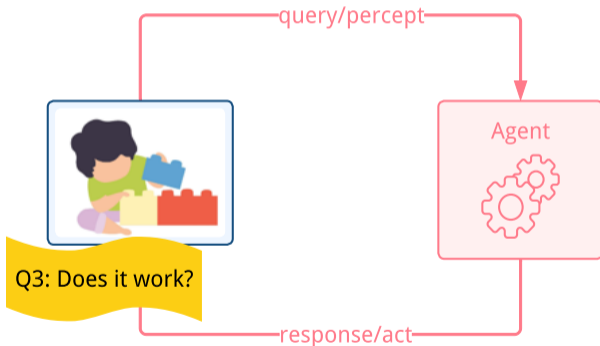 query/percept
Agent
Q3: Does it work?
response/act